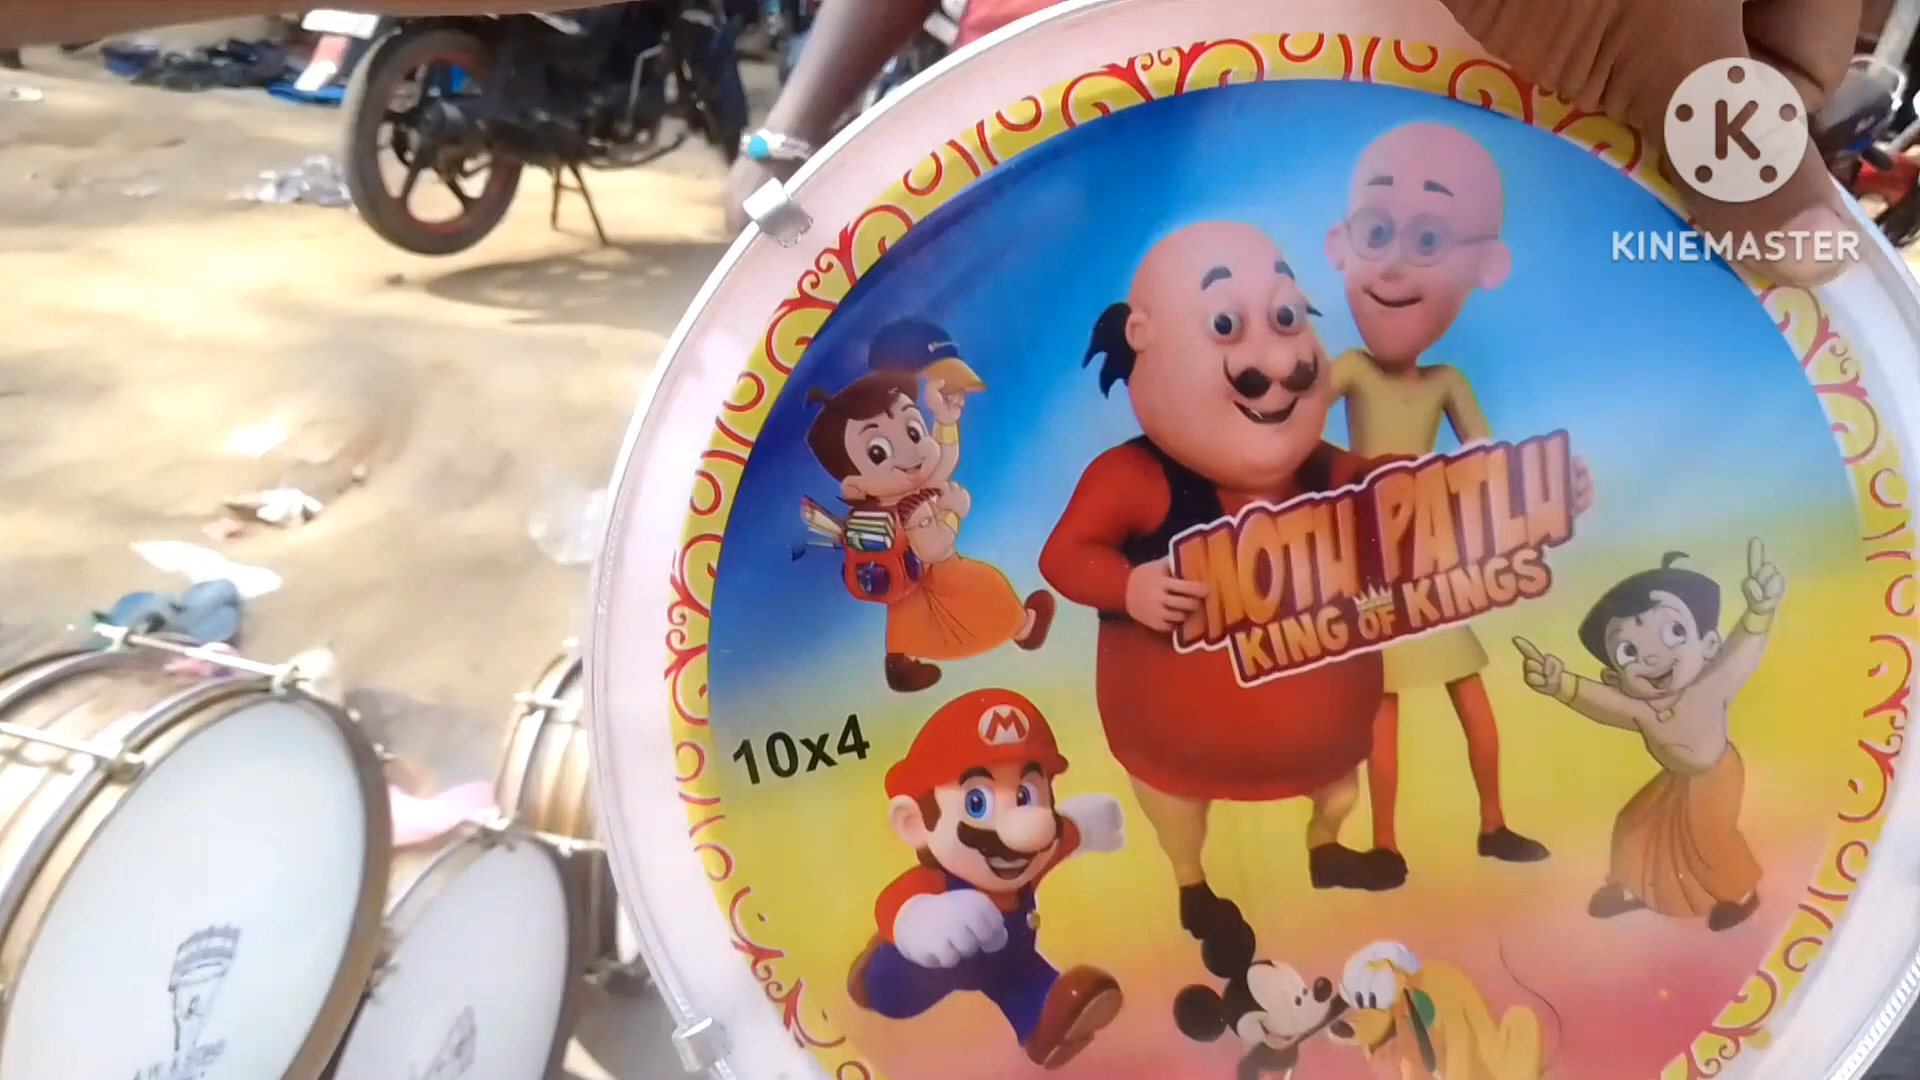 K
KINEMASTER
MOTU PATLU
KING OF KINGS
10x4
M